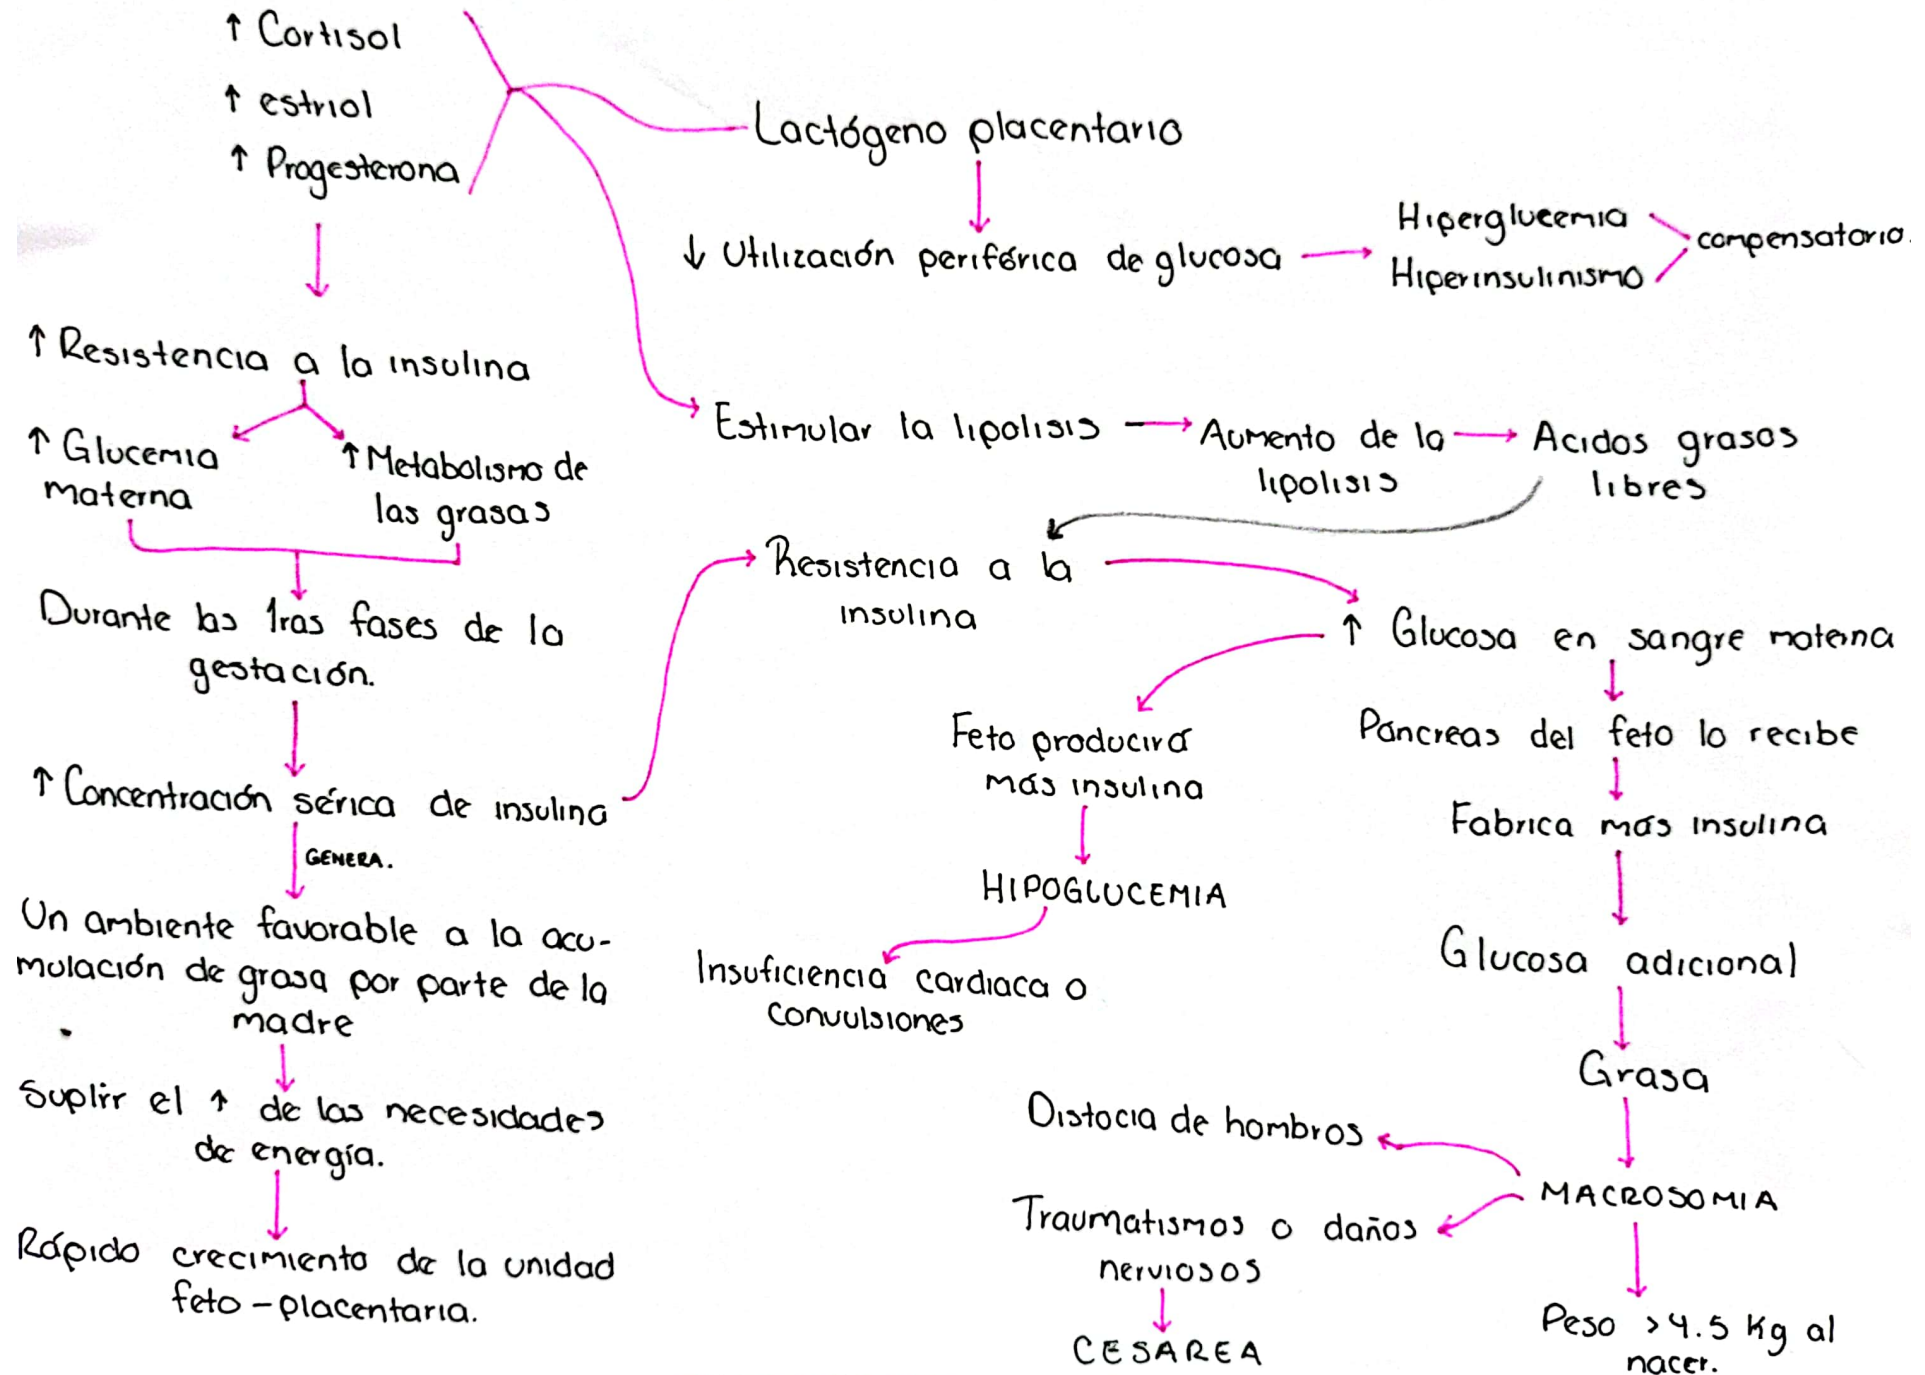 ↑ Cortisol
↑ estriol
↑ Progesterona
Lactógeno placentario
↓ Utilización periférica de glucosa
Hiperglucemia
Hiperinsulinismo
compensatorio.
↑ Resistencia a la insulina
↑ Glucemia
materna
↑ Metabolismo de
las grasas
Durante las 1ras fases de la
gestación.
↑ Concentración sérica de insulina
GENERA.
Un ambiente favorable a la acu-
mulación de grasa por parte de la
madre
Suplir el ↑ de las necesidades
de energía.
Rápido crecimiento de la unidad
feto-placentaria.
Estimular la lipolisis
Aumento de la
lipolisis
Acidos grasos
libres
Resistencia a la
insulina
↑ Glucosa en sangre materna
Feto producirá
más insulina
HIPOGLUCEMIA
Insuficiencia cardiaca o
convulsiones
Páncreas del feto lo recibe
Fabrica más insulina
Glucosa adicional
Grasa
MACROSOMIA
Distocia de hombros
Traumatismos o daños
nerviosos
CESAREA
Peso >4.5 Kg al
nacer.